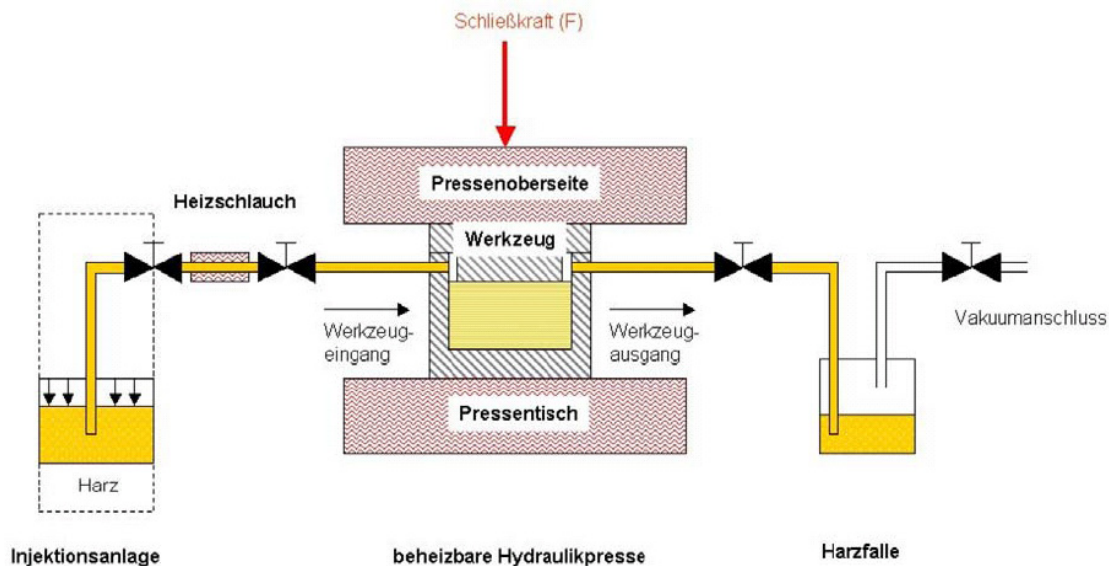 Schließkraft (F)
Pressenoberseite
Heizschlauch
Werkzeug
Werkzeug-
eingang
Werkzeug-
ausgang
Vakuumanschluss
Pressentisch
Harz
Injektionsanlage
beheizbare Hydraulikpresse
Harzfalle